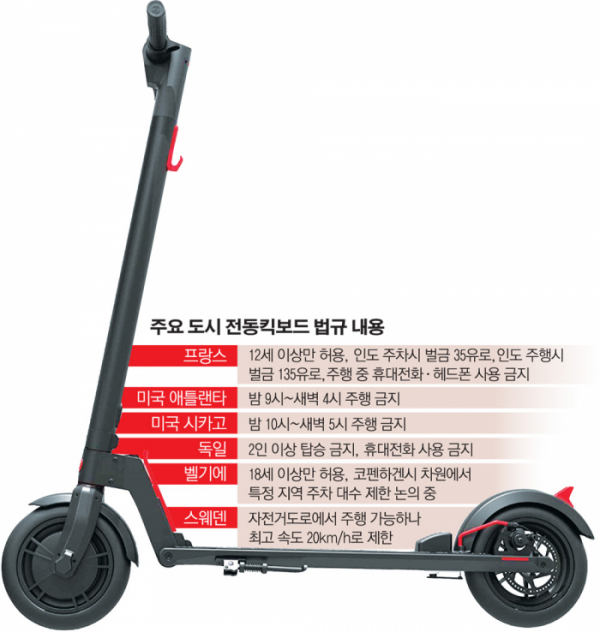 주요 도시 전동킥보드 법규 내용
프랑스 12세 이상만 허용, 인도 주차시 벌금 35유로, 인도 주행시
벌금 135유로, 주행 중 휴대전화·헤드폰 사용 금지
미국 애틀랜타 밤 9시~새벽 4시 주행 금지
미국 시카고 밤 10시~새벽 5시 주행 금지
독일 2인 이상 탑승 금지, 휴대전화 사용 금지
벨기에 18세 이상만 허용, 코펜하겐시 차원에서
특정 지역 주차 대수 제한 논의 중
스웨덴 자전거도로에서 주행 가능하나
최고 속도 20km/h로 제한